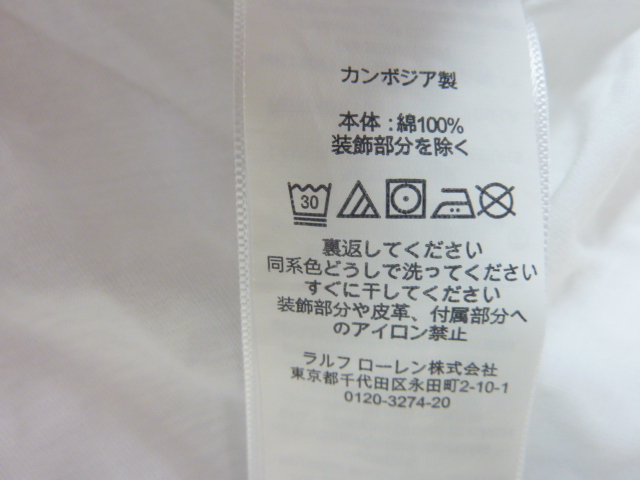 カンボジア製
本体：綿100%
装飾部分を除く
30
裏返してください
同系色どうしで洗ってください
すぐに干してください
装飾部分や皮革、付属部分へ
のアイロン禁止
ラルフ ローレン株式会社
東京都千代田区永田町2-10-1
0120-3274-20